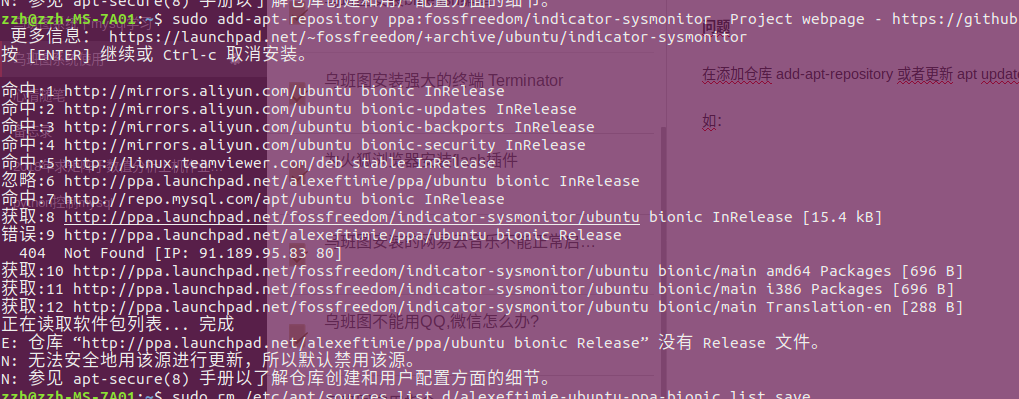 N: 参见 apt-secure(8) 手册以了解仓库创建和用户配置方面的细节。
zzh@zzh-MS-7A01:~$ sudo add-apt-repository ppa:fossfreedom/indicator-sysmonitor
Project webpage - https://github
更多信息： https://launchpad.net/~fossfreedom/+archive/ubuntu/indicator-sysmonitor
按 [ENTER] 继续或 Ctrl-c 取消安装。
命中:1 http://mirrors.aliyun.com/ubuntu bionic InRelease
命中:2 http://mirrors.aliyun.com/ubuntu bionic-updates InRelease
命中:3 http://mirrors.aliyun.com/ubuntu bionic-backports InRelease
命中:4 http://mirrors.aliyun.com/ubuntu bionic-security InRelease
命中:5 http://linux.teamviewer.com/deb stable InRelease
忽略:6 http://ppa.launchpad.net/alexeftimie/ppa/ubuntu bionic InRelease
命中:7 http://repo.mysql.com/apt/ubuntu bionic InRelease
获取:8 http://ppa.launchpad.net/fossfreedom/indicator-sysmonitor/ubuntu bionic InRelease [15.4 kB]
错误:9 http://ppa.launchpad.net/alexeftimie/ppa/ubuntu bionic Release
404 Not Found [IP: 91.189.95.83 80]
获取:10 http://ppa.launchpad.net/fossfreedom/indicator-sysmonitor/ubuntu bionic/main amd64 Packages [696 B]
获取:11 http://ppa.launchpad.net/fossfreedom/indicator-sysmonitor/ubuntu bionic/main i386 Packages [696 B]
获取:12 http://ppa.launchpad.net/fossfreedom/indicator-sysmonitor/ubuntu bionic/main Translation-en [288 B]
正在读取软件包列表... 完成
E: 仓库 “http://ppa.launchpad.net/alexeftimie/ppa/ubuntu bionic Release” 没有 Release 文件。
N: 无法安全地用该源进行更新，所以默认禁用该源。
N: 参见 apt-secure(8) 手册以了解仓库创建和用户配置方面的细节。
zzh@zzh-MS-7A01:~$ sudo rm /etc/apt/sources.list.d/alexeftimie-ubuntu-ppa-bionic.list.save
乌班图安装强大的终端 Terminator
乌班图安装的网易云音乐不能正常启...
乌班图不能用QQ,微信怎么办?
问题
在添加仓库 add-apt-repository 或者更新 apt update
如: